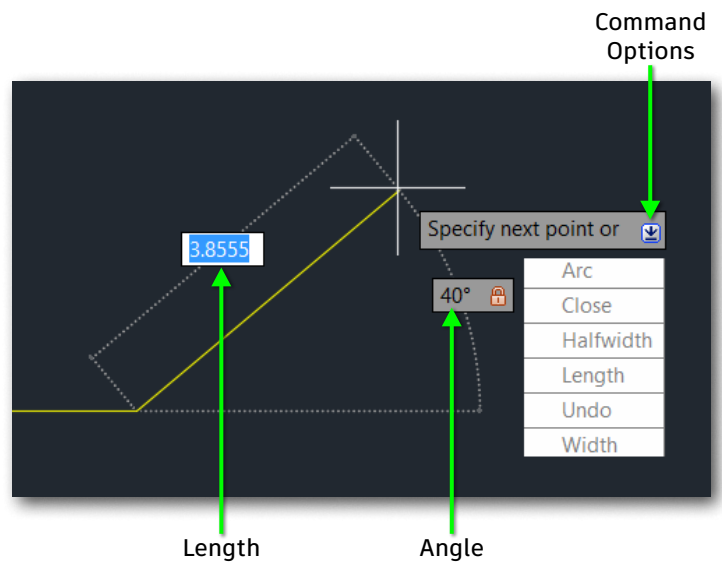 Command
Options
Specify next point or
3.8555
40°
Arc
Close
Halfwidth
Length
Undo
Width
Length
Angle